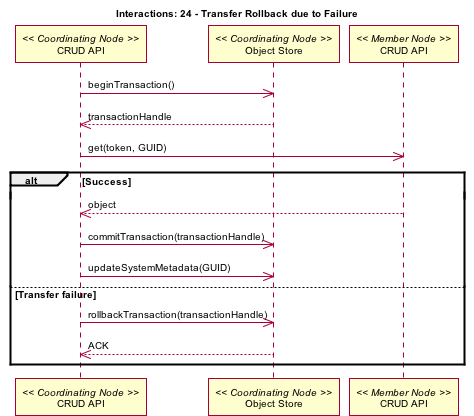 Interactions: 24 - Transfer Rollback due to Failure
<< Coordinating Node >>
CRUD API
<< Coordinating Node >>
Object Store
<< Member Node >>
CRUD API
beginTransaction()
transactionHandle
get(token, GUID)
alt
[Success]
object
commitTransaction(transactionHandle)
updateSystemMetadata(GUID)
[Transfer failure]
rollbackTransaction(transactionHandle)
ACK
<< Coordinating Node >>
CRUD API
<< Coordinating Node >>
Object Store
<< Member Node >>
CRUD API